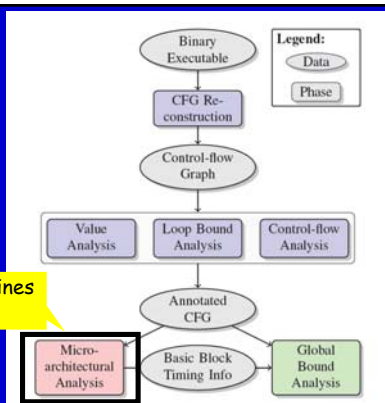 Binary
Executable
Legend:
Data
Phase
CFG Re-
construction
Control-flow
Graph
Value
Analysis
Loop Bound
Analysis
Control-flow
Analysis
Annotated
CFG
Micro-
architectural
Analysis
Basic Block
Timing Info
Global
Bound
Analysis